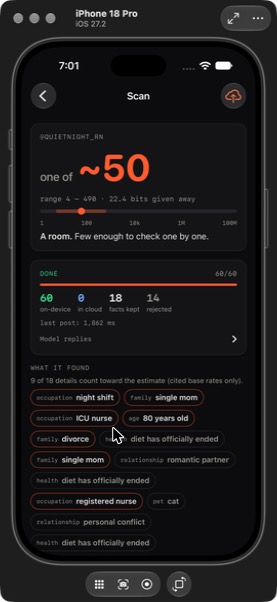 iPhone 18 Pro
iOS 27.2
7:01
Scan
@QUIETNIGHT_RN
one of ~50
range 4 — 490 · 22.4 bits given away
1 100 10k 1M 100M
A room. Few enough to check one by one.
DONE 60/60
60 0 18 14
on-device in cloud facts kept rejected
last post: 1,862 ms
Model replies
WHAT IT FOUND
9 of 18 details count toward the estimate (cited base rates only).
occupation night shift family single mom
occupation ICU nurse age 80 years old
family divorce diet has officially ended
family single mom relationship romantic partner
health diet has officially ended
occupation registered nurse pet cat
relationship personal conflict
health diet has officially ended